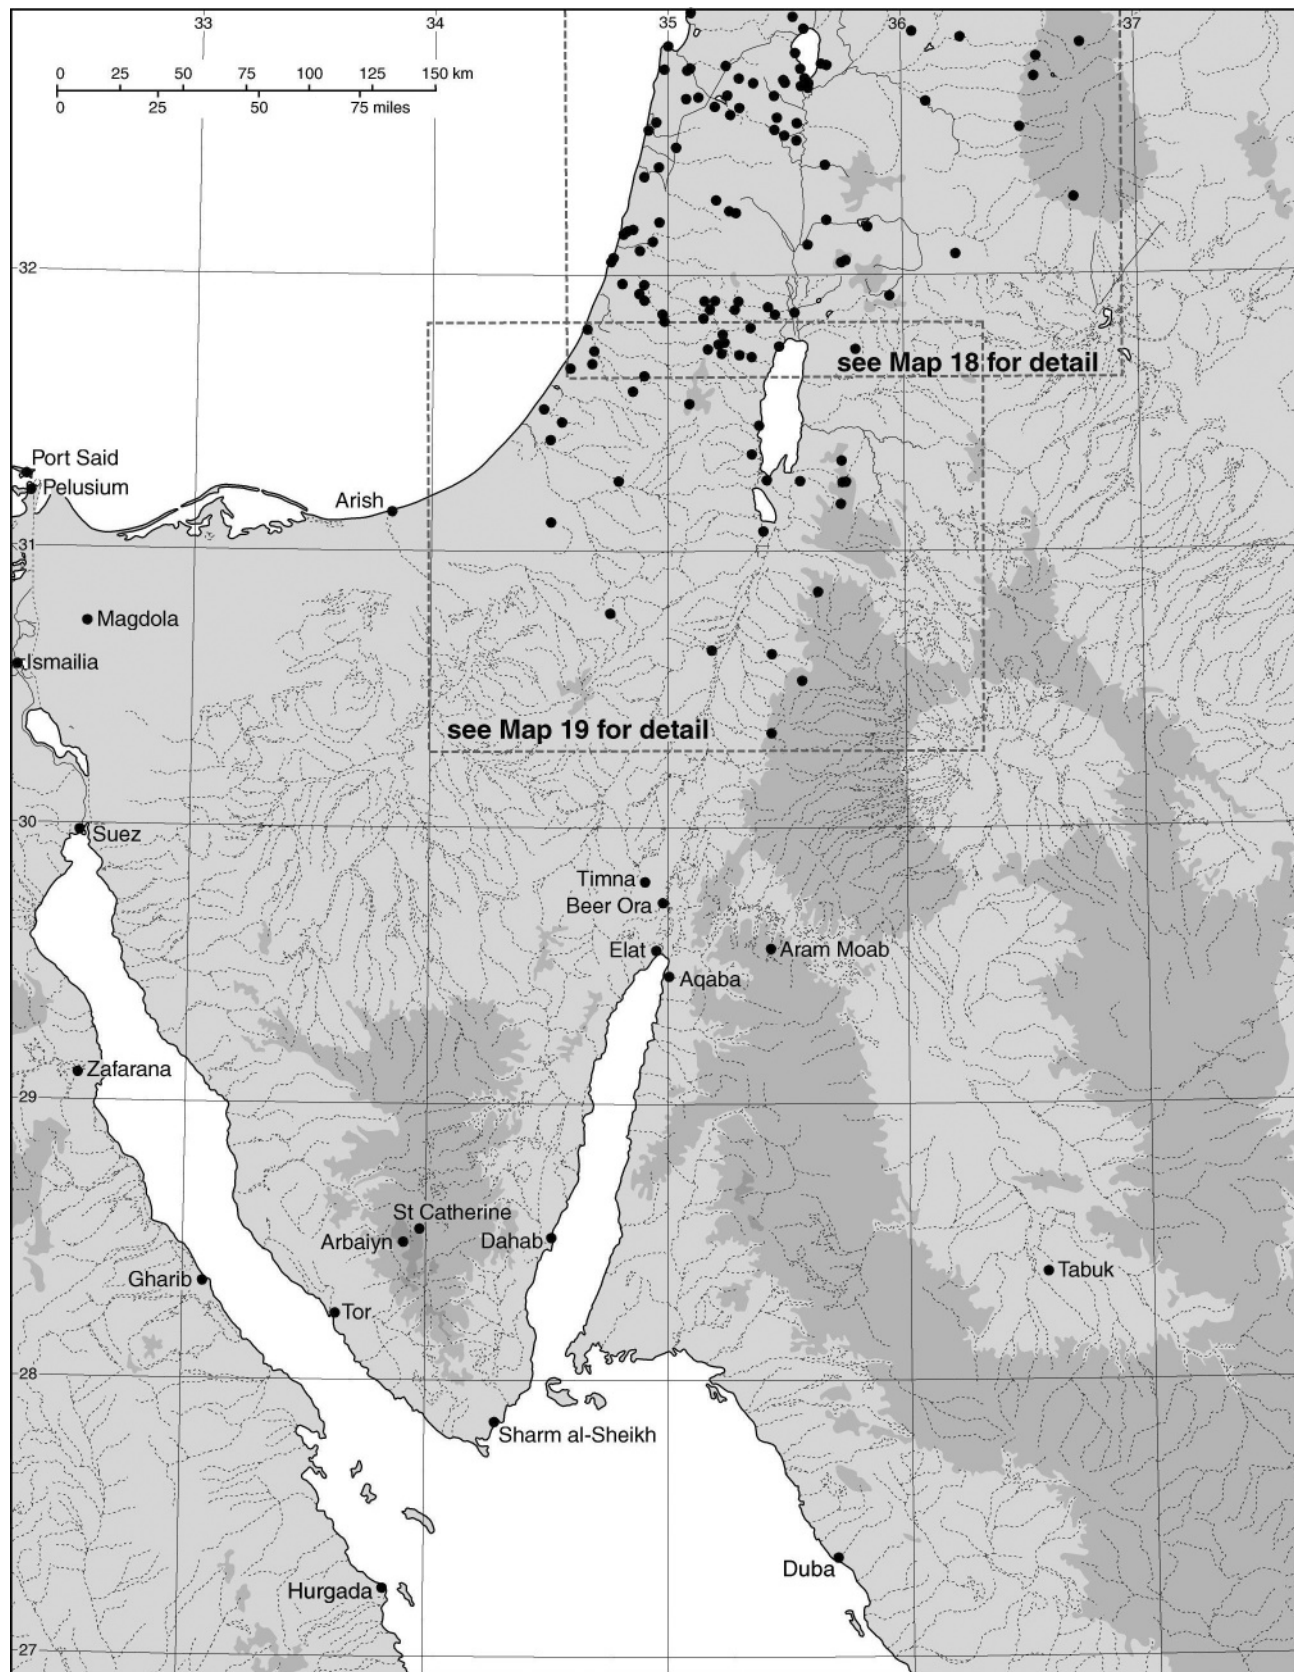 33 34 35 36 37
0 25 50 75 100 125 150 km
0 25 50 75 miles
32
see Map 18 for detail
Port Said
Pelusium
Arish
31
Magdola
Ismailia
see Map 19 for detail
30
Suez
Timna
Beer Ora
Elat
Aram Moab
Aqaba
Zafarana
29
St Catherine
Arbaiyn
Dahab
Gharib
Tabuk
Tor
28
Sharm al-Sheikh
Duba
Hurgada
27